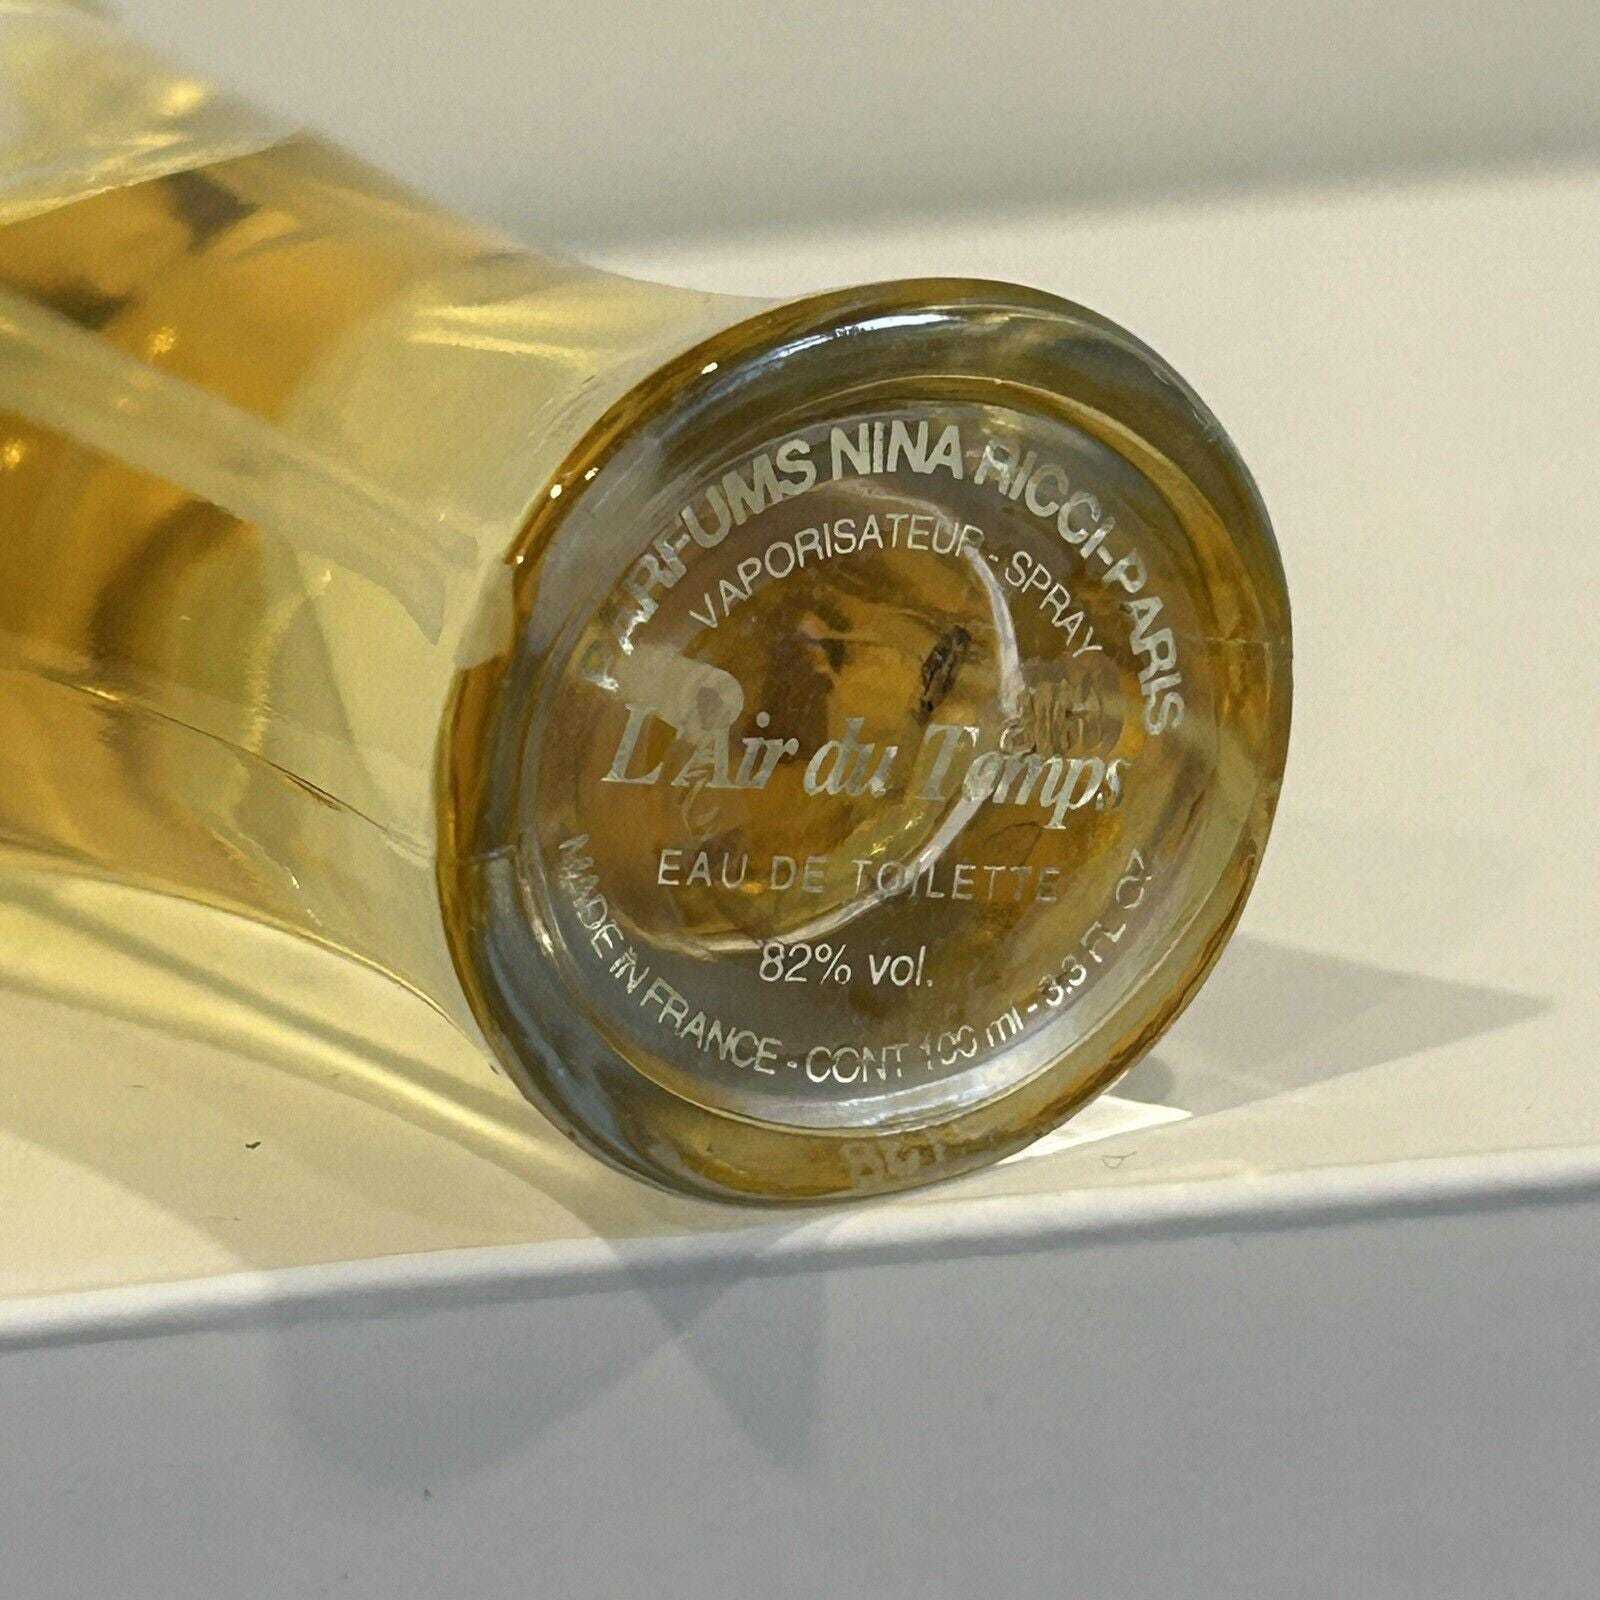 PARFUMS NINA RICCI-PARIS
VAPORISATEUR - SPRAY
L'Air du Temps
EAU DE TOILETTE
82% vol.
MADE IN FRANCE - CONT 100 ml - 3.3 FL OZ